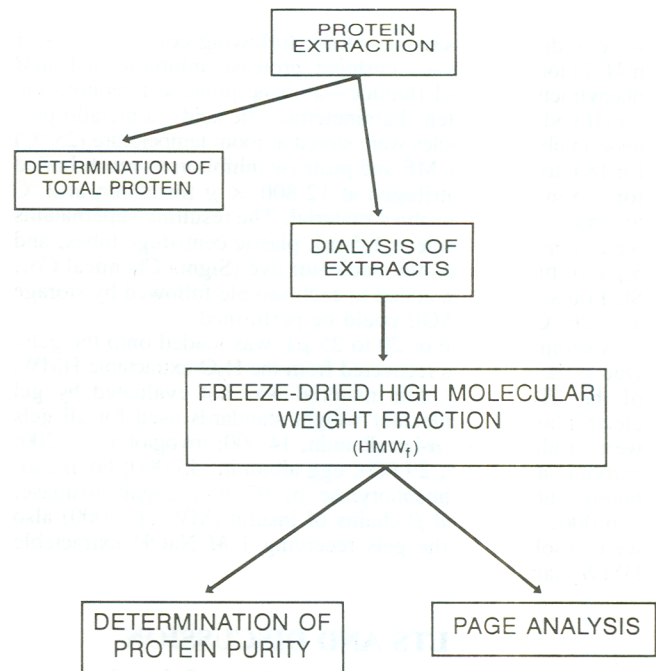 PROTEIN
EXTRACTION
DETERMINATION OF
TOTAL PROTEIN
DIALYSIS OF
EXTRACTS
FREEZE-DRIED HIGH MOLECULAR
WEIGHT FRACTION
(HMWf)
DETERMINATION OF
PROTEIN PURITY
PAGE ANALYSIS